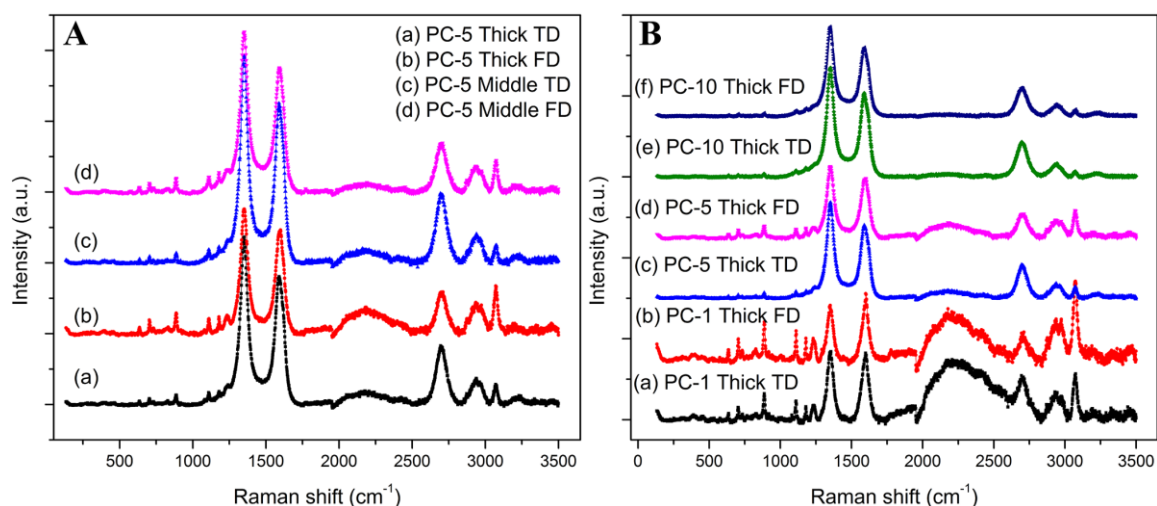 A
(a) PC-5 Thick TD
(b) PC-5 Thick FD
(c) PC-5 Middle TD
(d) PC-5 Middle FD
(d)
(c)
(b)
(a)
Intensity (a.u.)
500 1000 1500 2000 2500 3000 3500
Raman shift (cm⁻¹)
B
(f) PC-10 Thick FD
(e) PC-10 Thick TD
(d) PC-5 Thick FD
(c) PC-5 Thick TD
(b) PC-1 Thick FD
(a) PC-1 Thick TD
Intensity (a.u.)
0 500 1000 1500 2000 2500 3000 3500
Raman shift (cm⁻¹)